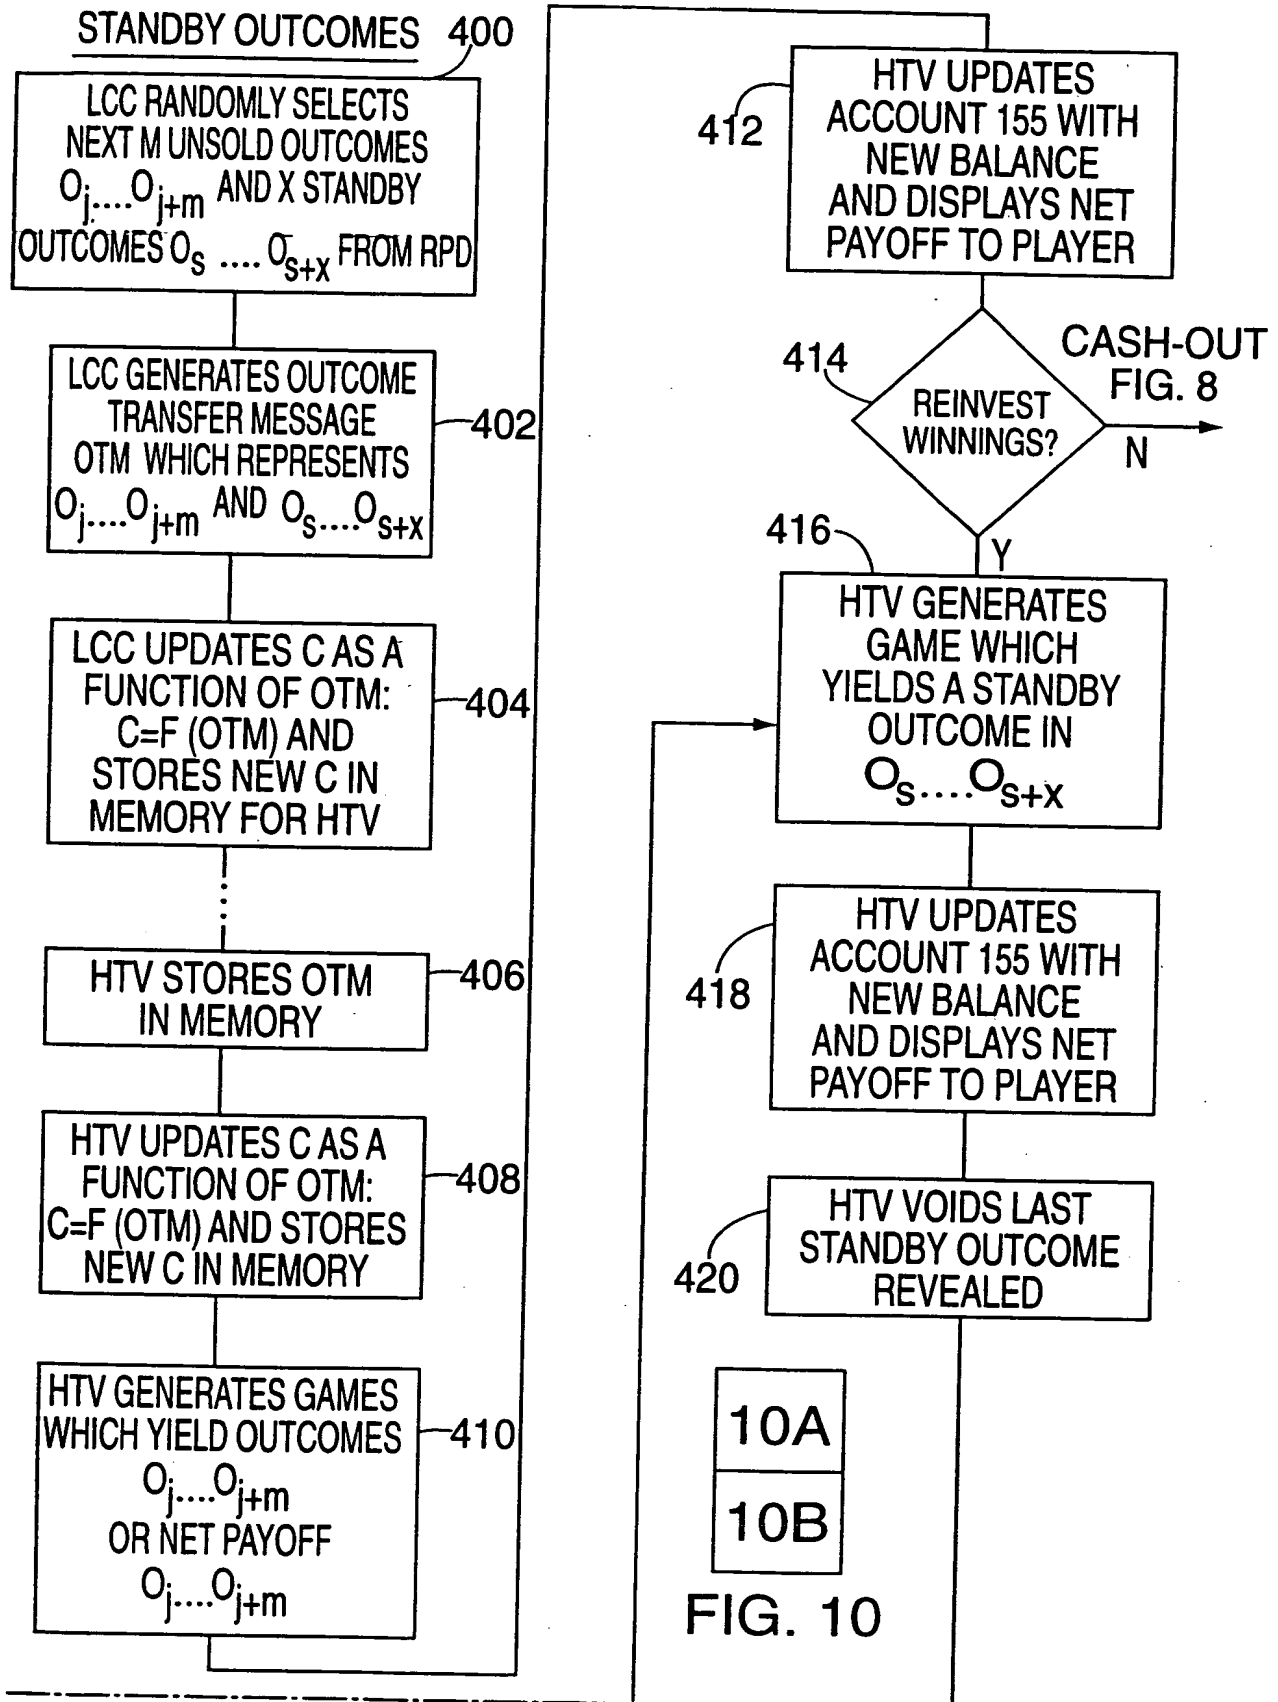 STANDBY OUTCOMES 400
LCC RANDOMLY SELECTS
NEXT M UNSOLD OUTCOMES
Oj....Oj+m AND X STANDBY
OUTCOMES Os .... Os+x FROM RPD
LCC GENERATES OUTCOME
TRANSFER MESSAGE
OTM WHICH REPRESENTS
Oj....Oj+m AND Os....Os+x
402
LCC UPDATES C AS A
FUNCTION OF OTM:
C=F (OTM) AND
STORES NEW C IN
MEMORY FOR HTV
404
HTV STORES OTM
IN MEMORY
406
HTV UPDATES C AS A
FUNCTION OF OTM:
C=F (OTM) AND STORES
NEW C IN MEMORY
408
HTV GENERATES GAMES
WHICH YIELD OUTCOMES
Oj....Oj+m
OR NET PAYOFF
Oj....Oj+m
410
412
HTV UPDATES
ACCOUNT 155 WITH
NEW BALANCE
AND DISPLAYS NET
PAYOFF TO PLAYER
414
REINVEST
WINNINGS?
CASH-OUT
FIG. 8
N
Y
416
HTV GENERATES
GAME WHICH
YIELDS A STANDBY
OUTCOME IN
Os....Os+x
418
HTV UPDATES
ACCOUNT 155 WITH
NEW BALANCE
AND DISPLAYS NET
PAYOFF TO PLAYER
420
HTV VOIDS LAST
STANDBY OUTCOME
REVEALED
10A
10B
FIG. 10